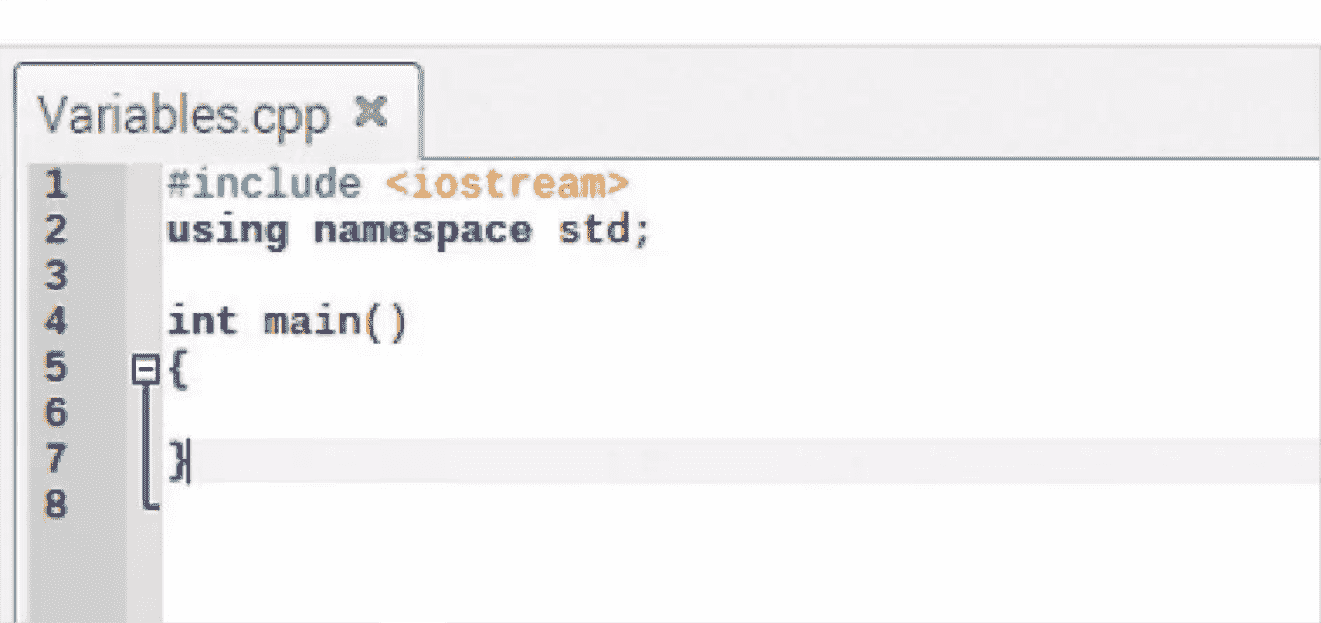 Variables.cpp
1 #include <iostream>
2 using namespace std;
3
4 int main()
5 {
6
7 }
8